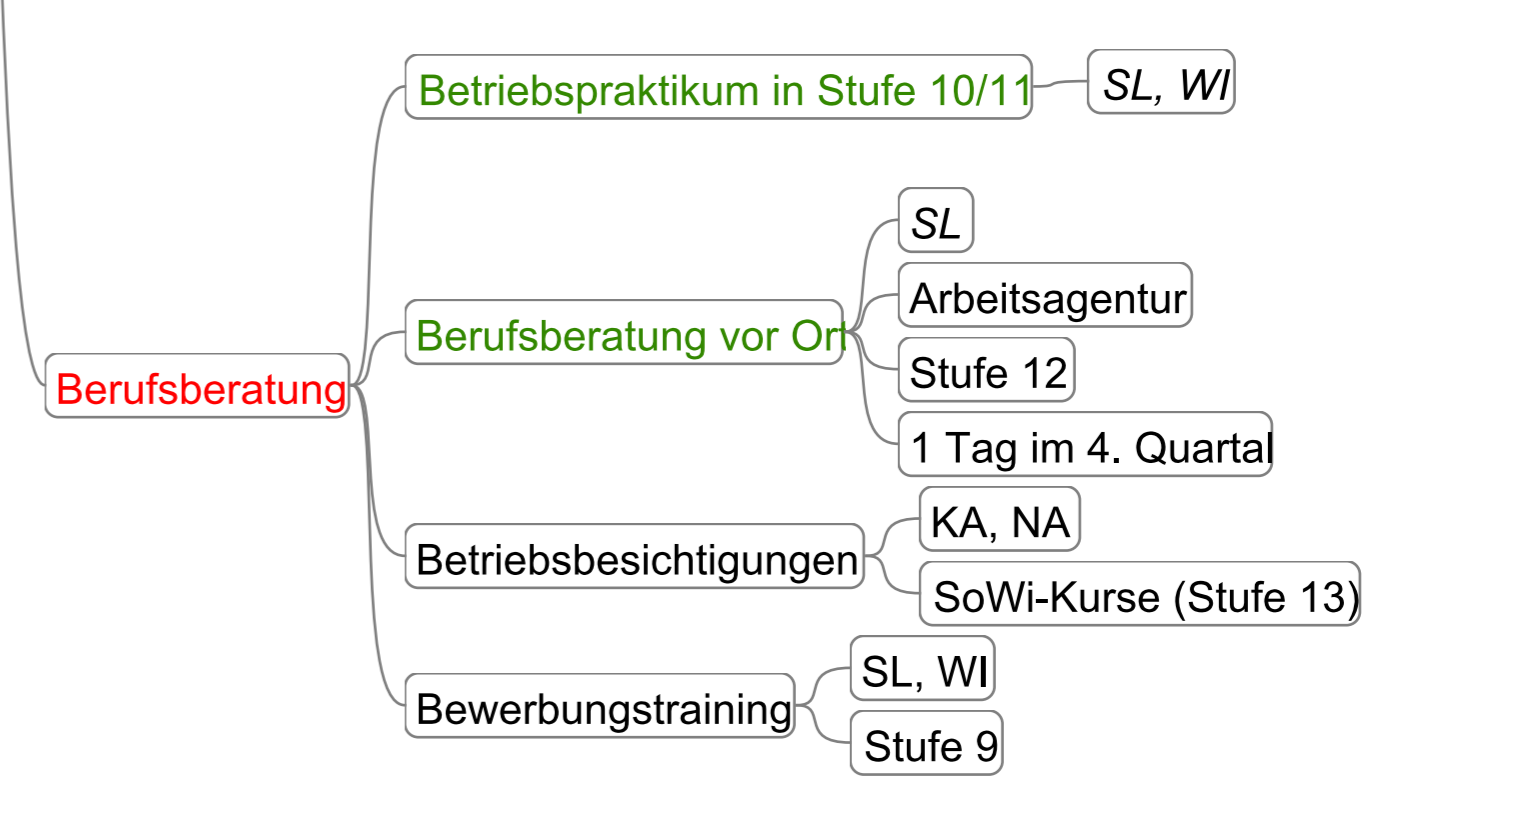 Betriebspraktikum in Stufe 10/11
SL, WI
SL
Arbeitsagentur
Berufsberatung vor Ort
Stufe 12
Berufsberatung
1 Tag im 4. Quartal
KA, NA
Betriebsbesichtigungen
SoWi-Kurse (Stufe 13)
SL, WI
Bewerbungstraining
Stufe 9